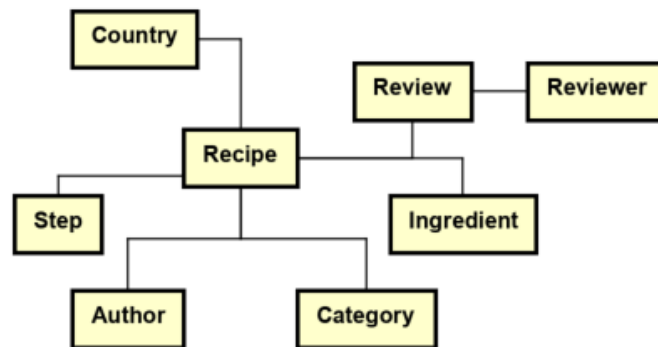 Country
Review
Reviewer
Recipe
Step
Ingredient
Author
Category